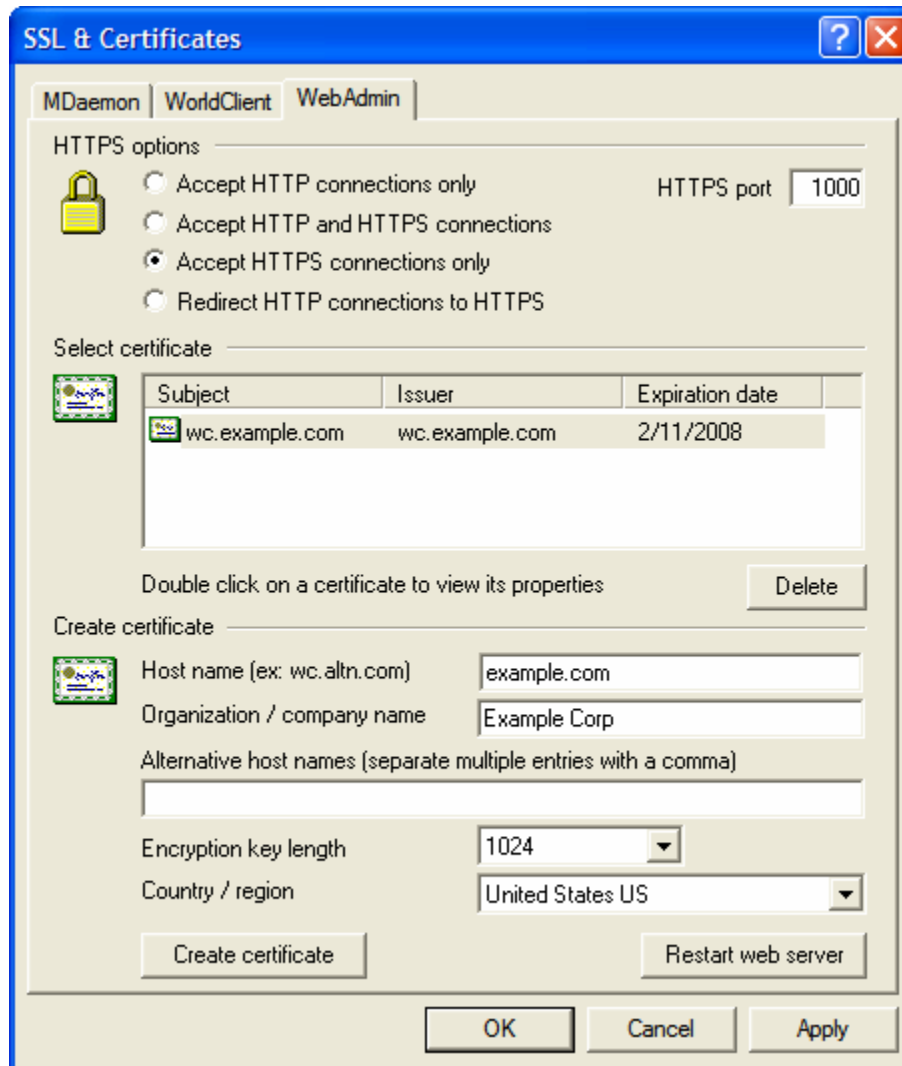 SSL & Certificates
MDaemon WorldClient WebAdmin
HTTPS options
Accept HTTP connections only HTTPS port 1000
Accept HTTP and HTTPS connections
Accept HTTPS connections only
Redirect HTTP connections to HTTPS
Select certificate
Subject Issuer Expiration date
wc.example.com wc.example.com 2/11/2008
Double click on a certificate to view its properties Delete
Create certificate
Host name (ex: wc.altn.com) example.com
Organization / company name Example Corp
Alternative host names (separate multiple entries with a comma)
Encryption key length 1024
Country / region United States US
Create certificate Restart web server
OK Cancel Apply